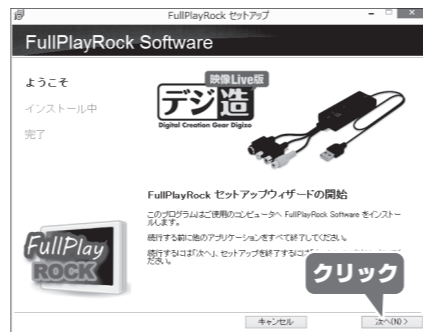 FullPlayRock セットアップ
FullPlayRock Software
ようこそ
インストール中
完了
映像Live版
デジ造
Digital Creation Gear Digizo
FullPlayRock セットアップウィザードの開始
このプログラムはご使用のコンピュータへ FullPlayRock Software をインストー
ルします。
続行する前に他のアプリケーションをすべて終了してください。
続行するには「次へ」、セットアップを終了するには
ださい。
FullPlay
ROCK
クリック
キャンセル
次へ(N) >